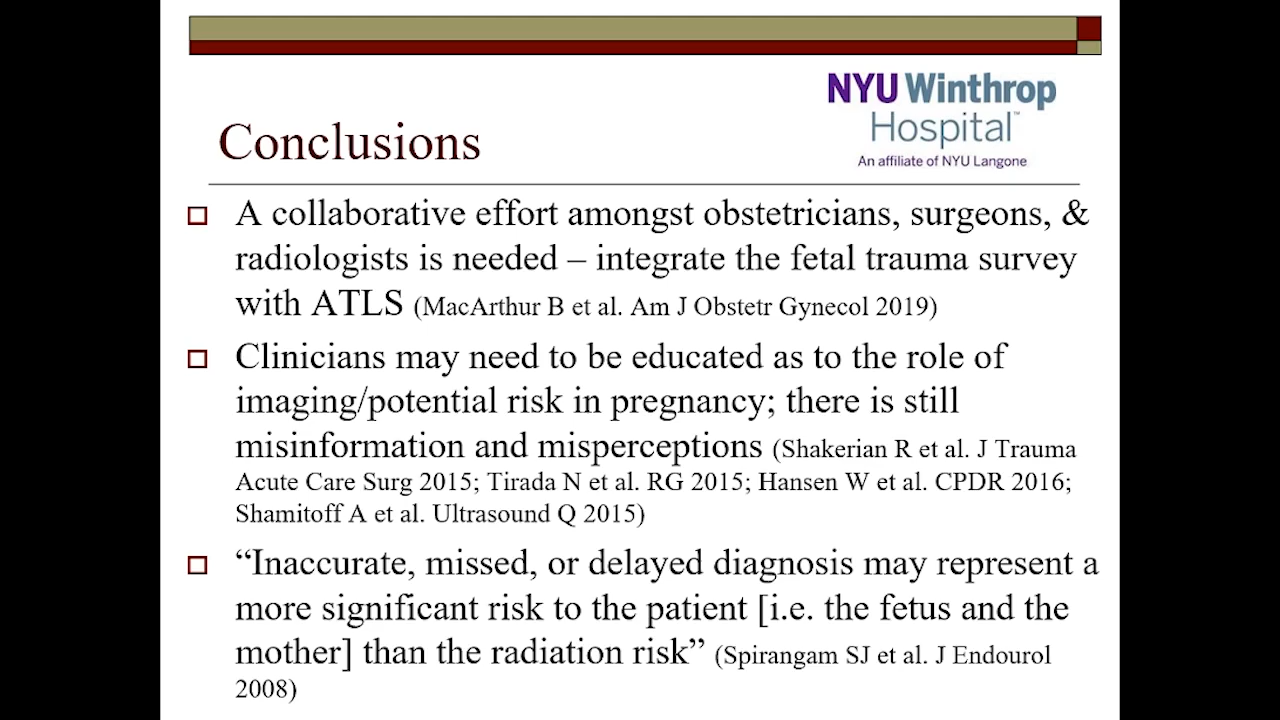 NYU Winthrop
Hospital™
An affiliate of NYU Langone
Conclusions
A collaborative effort amongst obstetricians, surgeons, &
radiologists is needed – integrate the fetal trauma survey
with ATLS (MacArthur B et al. Am J Obstetr Gynecol 2019)
Clinicians may need to be educated as to the role of
imaging/potential risk in pregnancy; there is still
misinformation and misperceptions (Shakerian R et al. J Trauma
Acute Care Surg 2015; Tirada N et al. RG 2015; Hansen W et al. CPDR 2016;
Shamitoff A et al. Ultrasound Q 2015)
“Inaccurate, missed, or delayed diagnosis may represent a
more significant risk to the patient [i.e. the fetus and the
mother] than the radiation risk” (Spirangam SJ et al. J Endourol
2008)